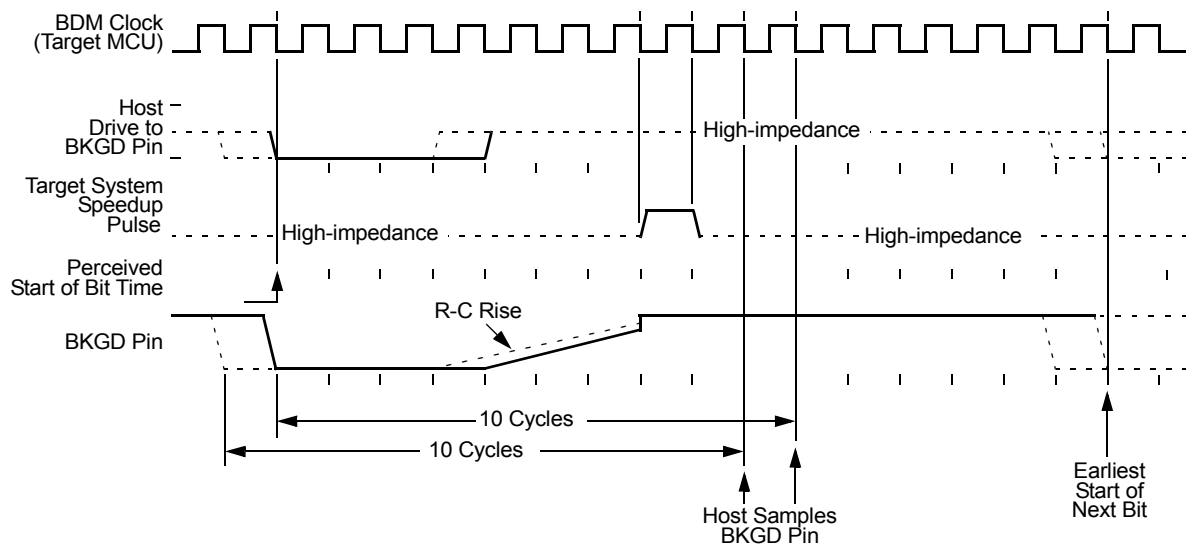 BDM Clock
(Target MCU)
Host
Drive to
BKGD Pin
High-impedance
Target System
Speedup
Pulse
High-impedance
High-impedance
Perceived
Start of Bit Time
R-C Rise
BKGD Pin
10 Cycles
10 Cycles
Host Samples
BKGD Pin
Earliest
Start of
Next Bit